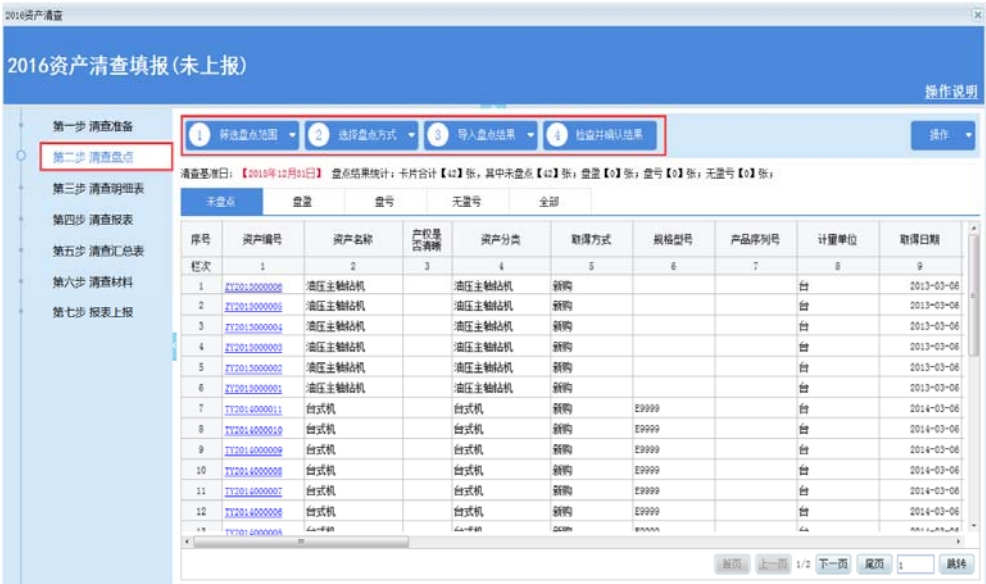 2016资产清查
2016资产清查填报(未上报)
操作说明
第一步 清查准备
第二步 清查盘点
第三步 清查明细表
第四步 清查报表
第五步 清查汇总表
第六步 清查材料
第七步 报表上报
1 筛选盘点范围 2 选择盘点方式 3 导入盘点结果 4 检查并确认结果 操作
清查基准日:【2015年12月31日】 盘点结果统计:卡片合计【42】张,其中未盘点【42】张;盘盈【0】张;盘亏【0】张;无盈亏【0】张;
未盘点 盘盈 盘亏 无盈亏 全部
序号 资产编号 资产名称 产权是否清晰 资产分类 取得方式 规格型号 产品序列号 计量单位 取得日期
栏次 1 2 3 4 5 6 7 8 9
1 ZY2013000006 油压主轴钻机 油压主轴钻机 新购 台 2013-03-06
2 ZY2013000005 油压主轴钻机 油压主轴钻机 新购 台 2013-03-06
3 ZY2013000004 油压主轴钻机 油压主轴钻机 新购 台 2013-03-06
4 ZY2013000003 油压主轴钻机 油压主轴钻机 新购 台 2013-03-06
5 ZY2013000002 油压主轴钻机 油压主轴钻机 新购 台 2013-03-06
6 ZY2013000001 油压主轴钻机 油压主轴钻机 新购 台 2013-03-06
7 TY2014000011 台式机 台式机 新购 E9999 台 2014-03-06
8 TY2014000010 台式机 台式机 新购 E9999 台 2014-03-06
9 TY2014000009 台式机 台式机 新购 E9999 台 2014-03-06
10 TY2014000008 台式机 台式机 新购 E9999 台 2014-03-06
11 TY2014000007 台式机 台式机 新购 E9999 台 2014-03-06
12 TY2014000006 台式机 台式机 新购 E9999 台 2014-03-06
首页 上一页 1/2 下一页 尾页 1 跳转